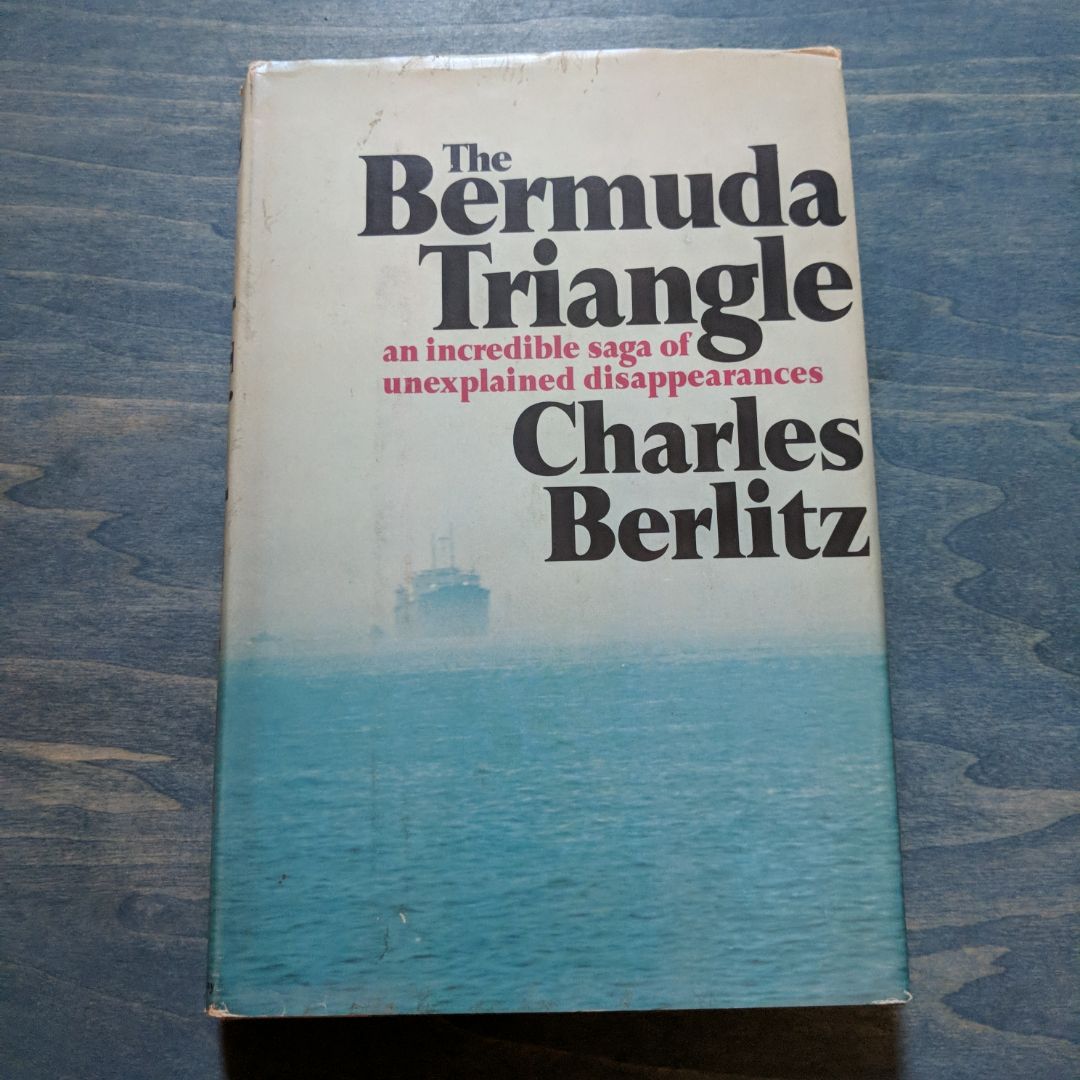 The
Bermuda
Triangle
an incredible saga of
unexplained disappearances
Charles
Berlitz